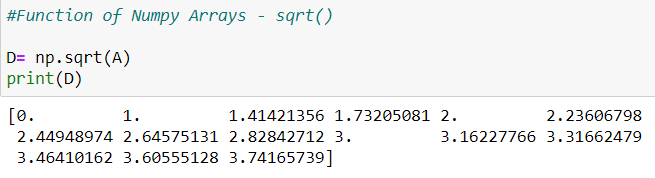 #Function of Numpy Arrays - sqrt()
D= np.sqrt(A)
print(D)
[0.         1.         1.41421356 1.73205081 2.         2.23606798
 2.44948974 2.64575131 2.82842712 3.         3.16227766 3.31662479
 3.46410162 3.60555128 3.74165739]